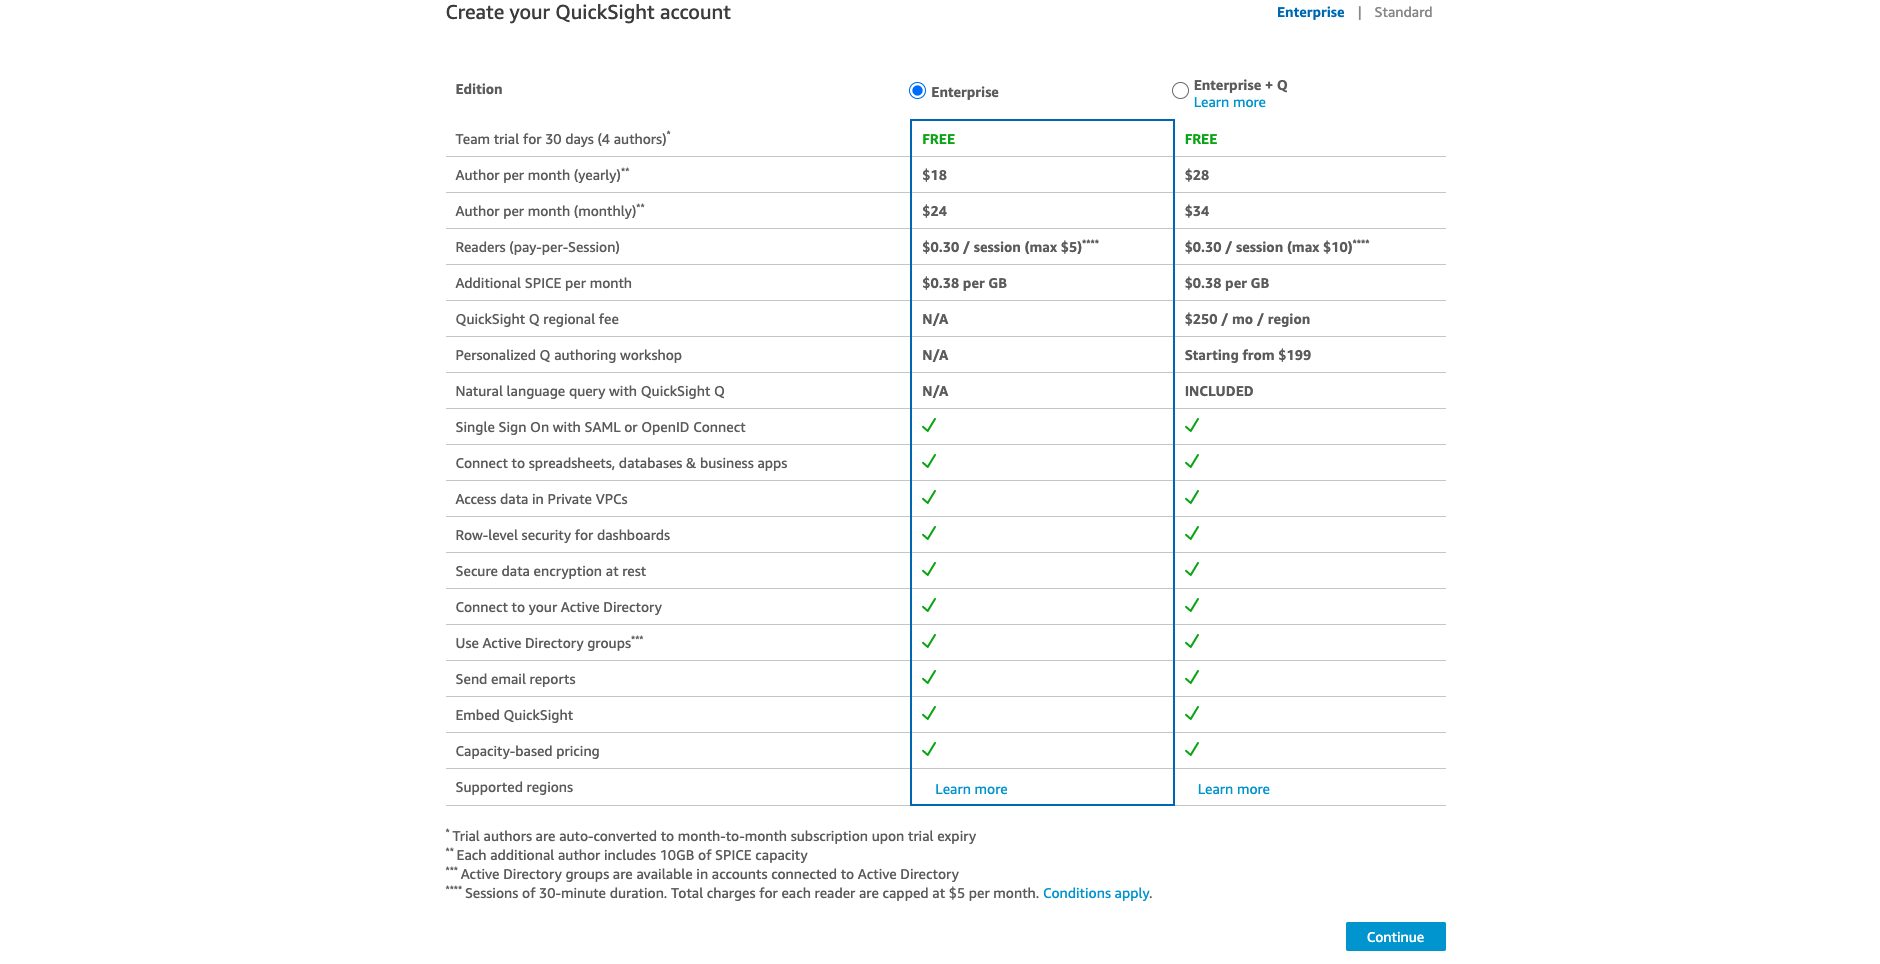 Create your QuickSight account
Enterprise | Standard
Edition Enterprise Enterprise + Q
Learn more
Team trial for 30 days (4 authors)* FREE FREE
Author per month (yearly)** $18 $28
Author per month (monthly)** $24 $34
Readers (pay-per-Session) $0.30 / session (max $5)**** $0.30 / session (max $10)****
Additional SPICE per month $0.38 per GB $0.38 per GB
QuickSight Q regional fee N/A $250 / mo / region
Personalized Q authoring workshop N/A Starting from $199
Natural language query with QuickSight Q N/A INCLUDED
Single Sign On with SAML or OpenID Connect
Connect to spreadsheets, databases & business apps
Access data in Private VPCs
Row-level security for dashboards
Secure data encryption at rest
Connect to your Active Directory
Use Active Directory groups***
Send email reports
Embed QuickSight
Capacity-based pricing
Supported regions Learn more Learn more
* Trial authors are auto-converted to month-to-month subscription upon trial expiry
** Each additional author includes 10GB of SPICE capacity
*** Active Directory groups are available in accounts connected to Active Directory
**** Sessions of 30-minute duration. Total charges for each reader are capped at $5 per month. Conditions apply.
Continue